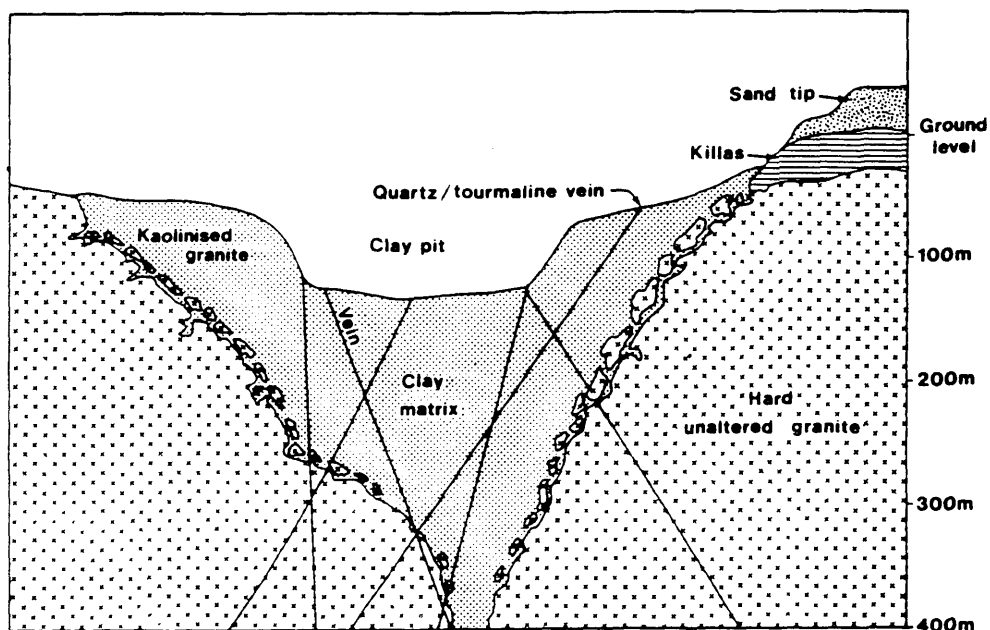 Sand tip
Ground
level
Killas
Quartz/tourmaline vein
Kaolinised
granite
Clay pit
100m
Vein
Clay
matrix
200m
Hard
unaltered granite
300m
400m